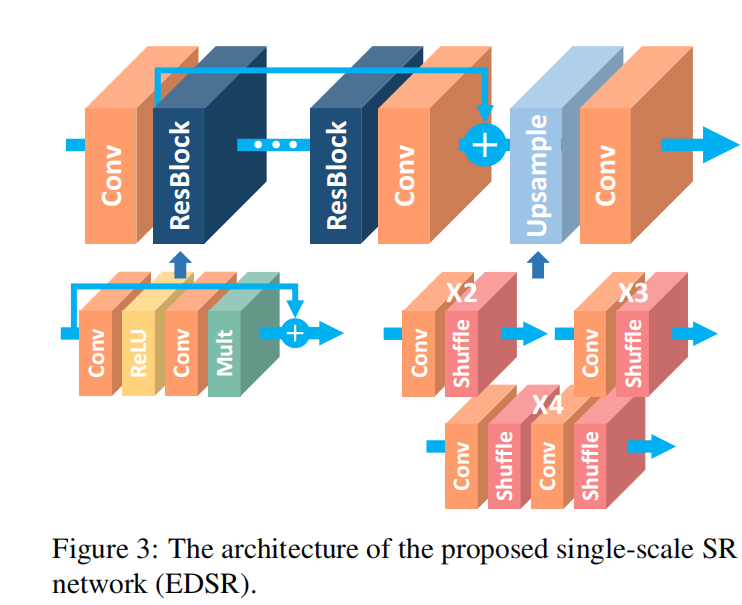 Conv
ResBlock
ResBlock
Conv
+
Upsample
Conv
Conv
ReLU
Conv
Mult
+
X2
Conv
Shuffle
X3
Conv
Shuffle
X4
Conv
Shuffle
Conv
Shuffle
Figure 3: The architecture of the proposed single-scale SR
network (EDSR).